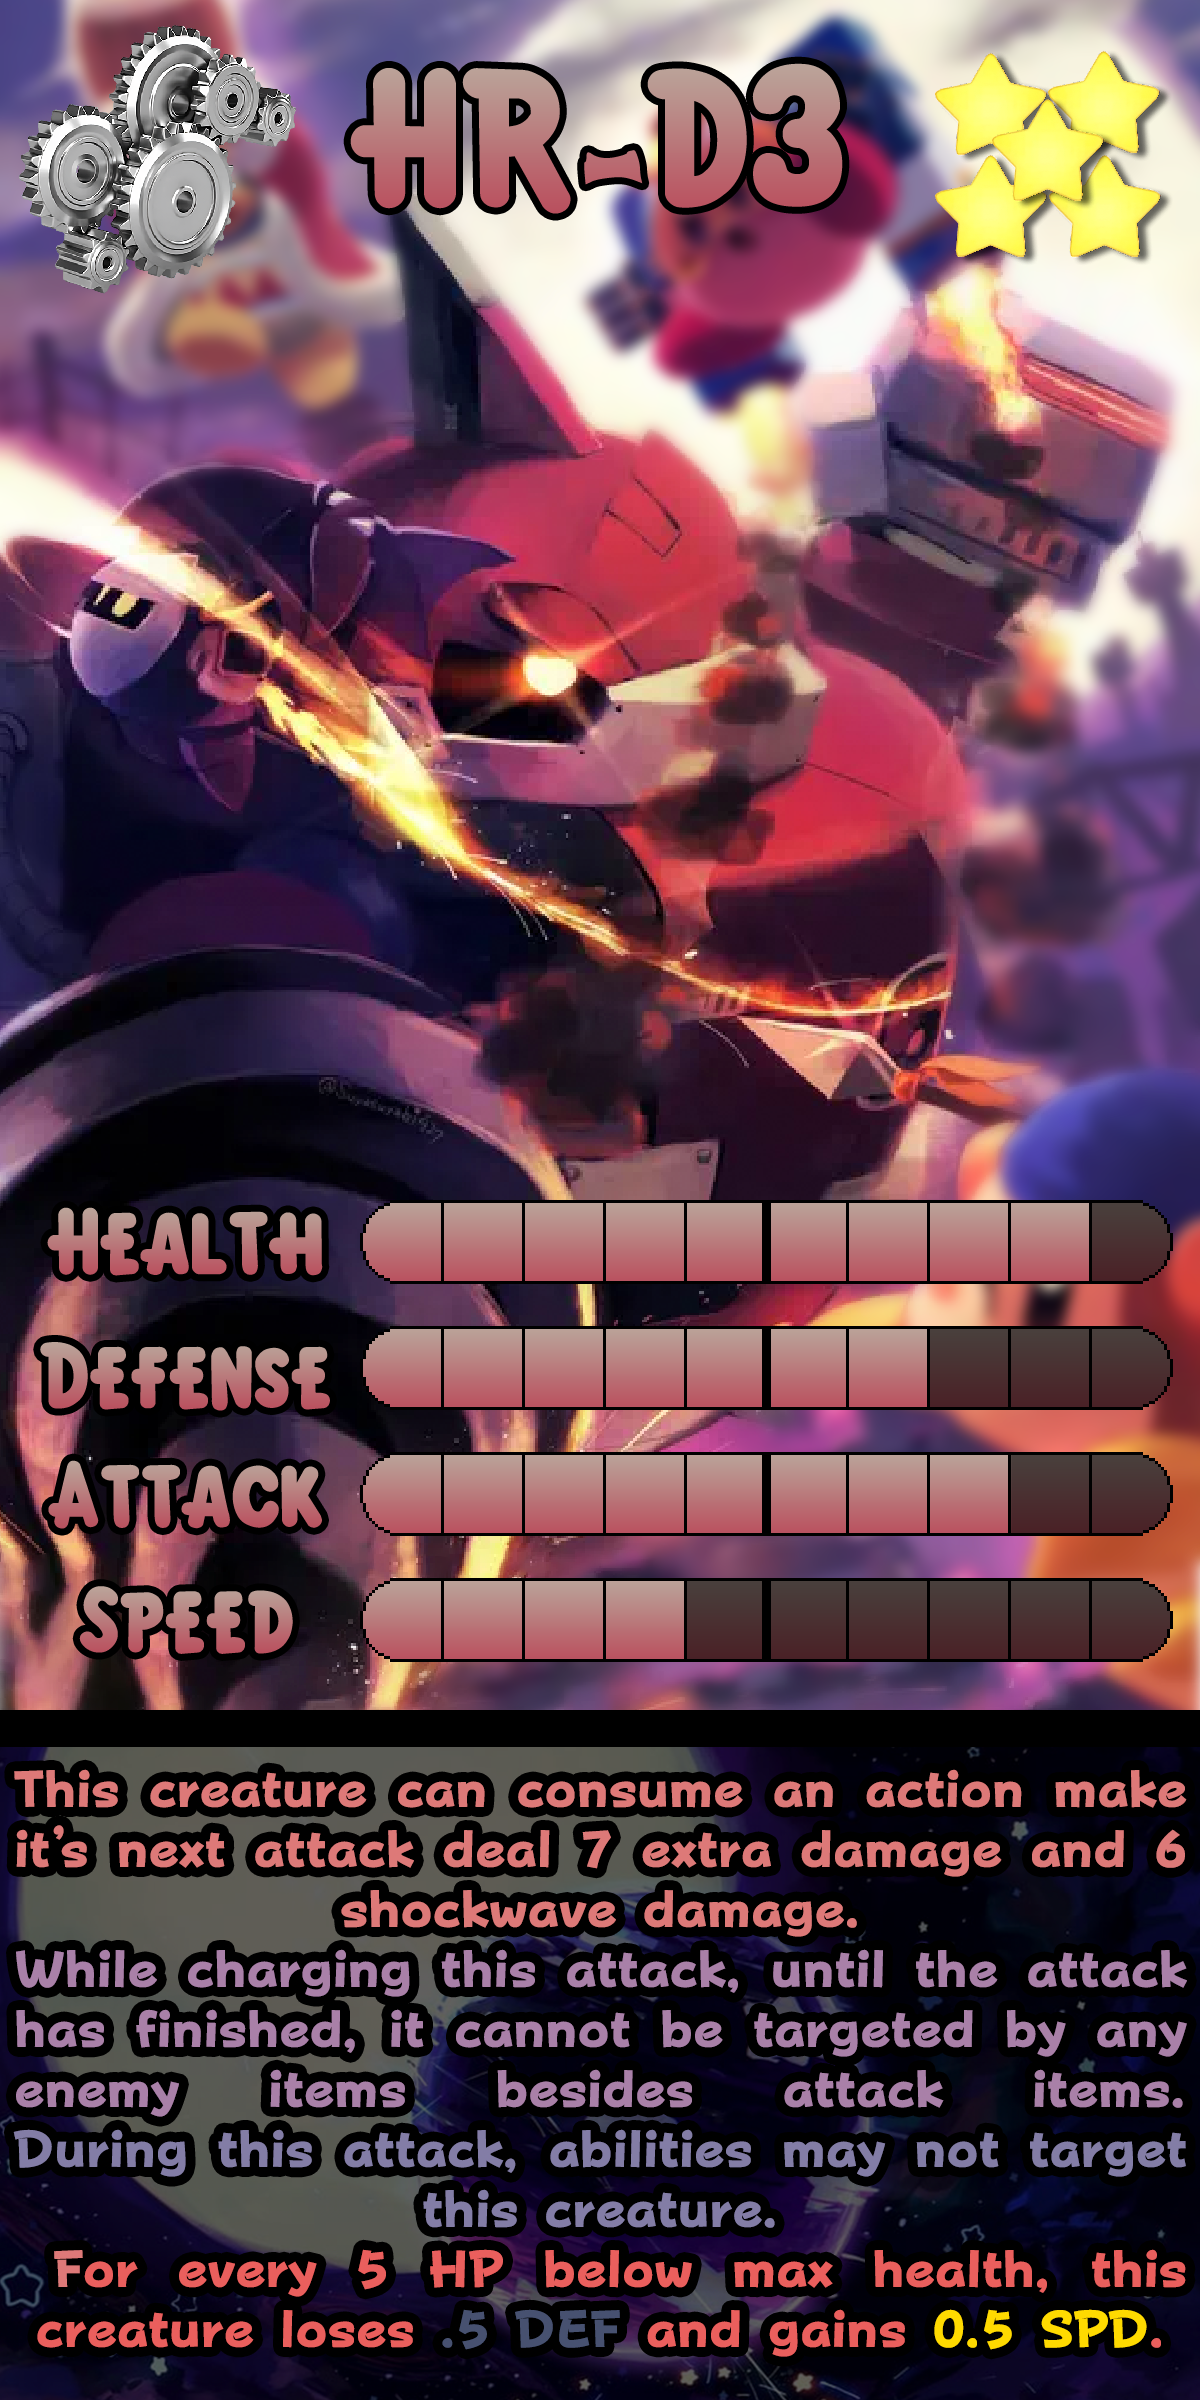 HR-D3
@Suyasuyabi437
HEALTH
DEFENSE
ATTACK
SPEED
This creature can consume an action make
it's next attack deal 7 extra damage and 6
shockwave damage.
While charging this attack, until the attack
has finished, it cannot be targeted by any
enemy items besides attack items.
During this attack, abilities may not target
this creature.
For every 5 HP below max health, this
creature loses .5 DEF and gains 0.5 SPD.